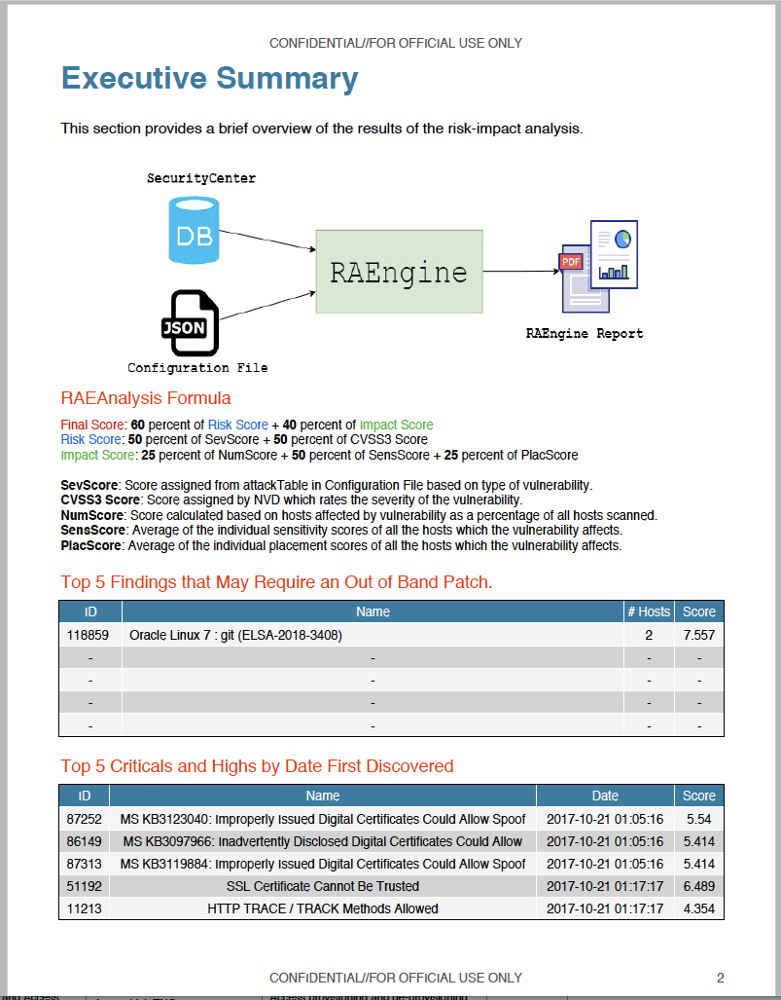 CONFIDENTIAL//FOR OFFICIAL USE ONLY
Executive Summary
This section provides a brief overview of the results of the risk-impact analysis.
SecurityCenter
DB
RAEngine
PDF
JSON
RAEngine Report
Configuration File
RAEAnalysis Formula
Final Score: 60 percent of Risk Score + 40 percent of Impact Score
Risk Score: 50 percent of SevScore + 50 percent of CVSS3 Score
Impact Score: 25 percent of NumScore + 50 percent of SensScore + 25 percent of PlacScore
SevScore: Score assigned from attackTable in Configuration File based on type of vulnerability.
CVSS3 Score: Score assigned by NVD which rates the severity of the vulnerability.
NumScore: Score calculated based on hosts affected by vulnerability as a percentage of all hosts scanned.
SensScore: Average of the individual sensitivity scores of all the hosts which the vulnerability affects.
PlacScore: Average of the individual placement scores of all the hosts which the vulnerability affects.
Top 5 Findings that May Require an Out of Band Patch.
ID Name # Hosts Score
118859 Oracle Linux 7 : git (ELSA-2018-3408) 2 7.557
- - - -
- - - -
- - - -
- - - -
Top 5 Criticals and Highs by Date First Discovered
ID Name Date Score
87252 MS KB3123040: Improperly Issued Digital Certificates Could Allow Spoof 2017-10-21 01:05:16 5.54
86149 MS KB3097966: Inadvertently Disclosed Digital Certificates Could Allow 2017-10-21 01:05:16 5.414
87313 MS KB3119884: Improperly Issued Digital Certificates Could Allow Spoof 2017-10-21 01:05:16 5.414
51192 SSL Certificate Cannot Be Trusted 2017-10-21 01:17:17 6.489
11213 HTTP TRACE / TRACK Methods Allowed 2017-10-21 01:17:17 4.354
CONFIDENTIAL//FOR OFFICIAL USE ONLY 2